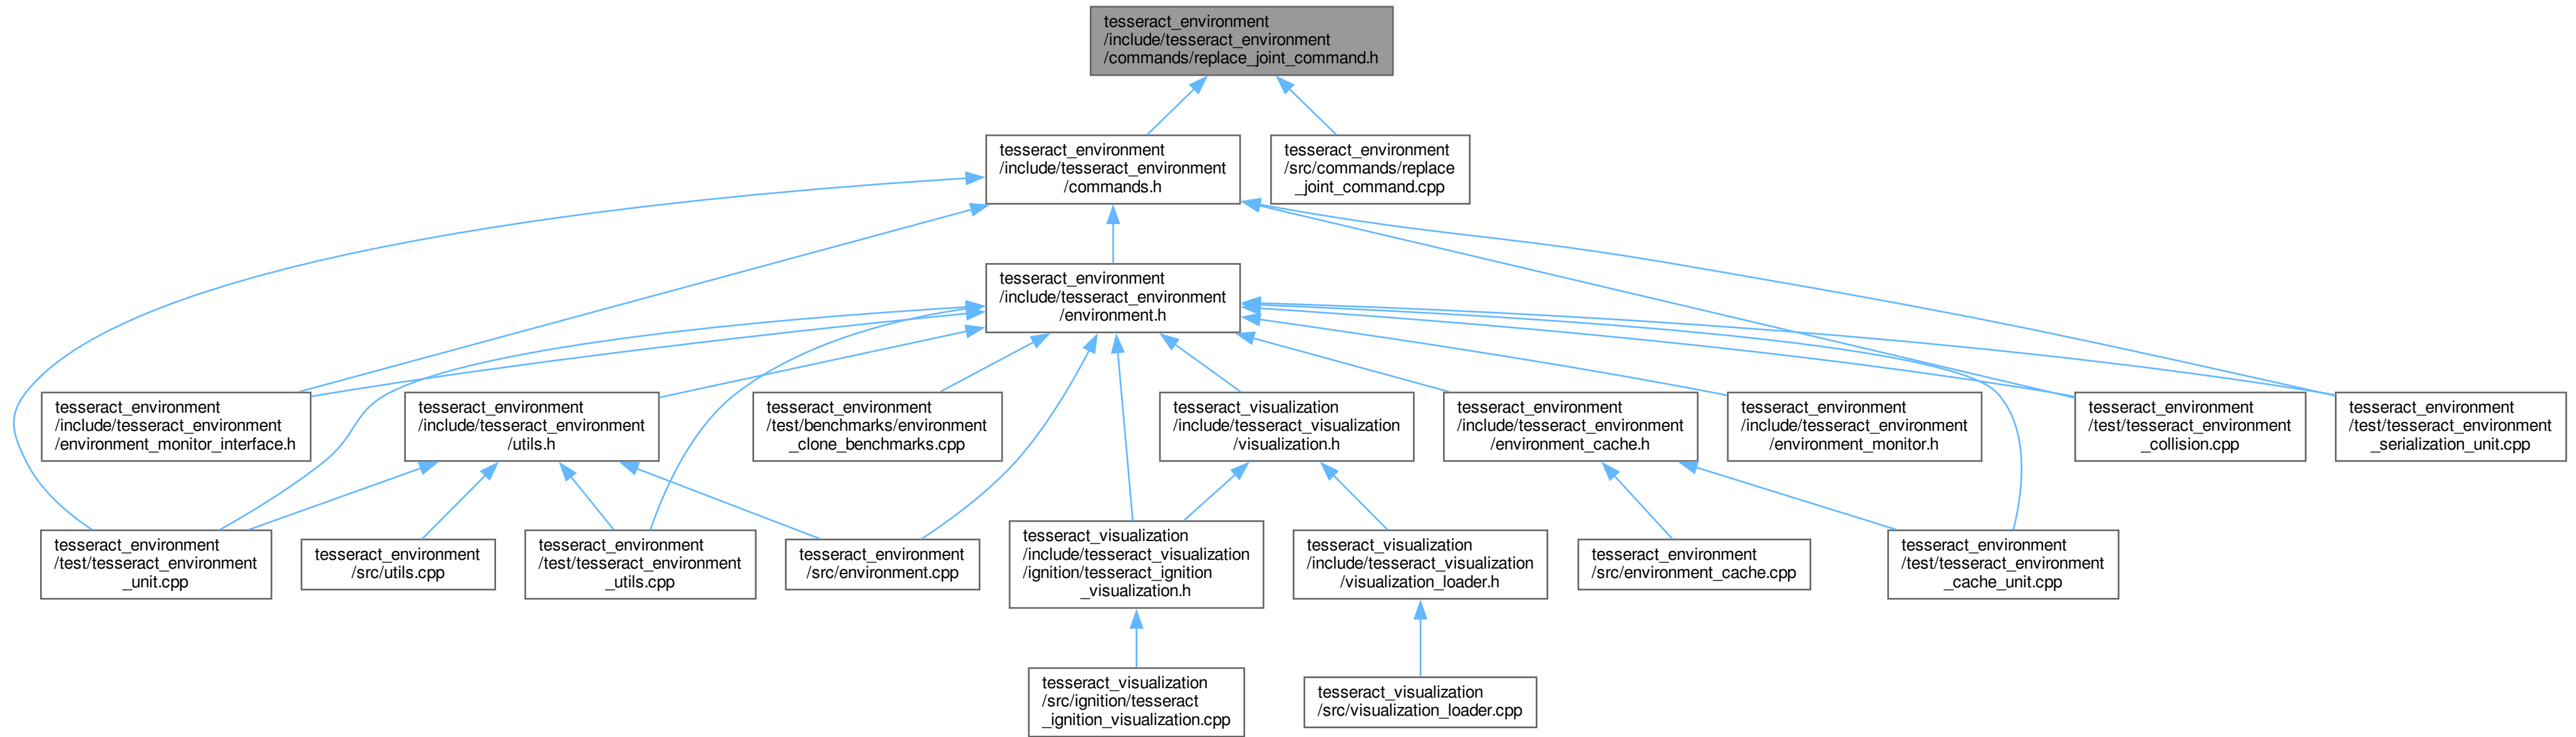 tesseract_environment
/include/tesseract_environment
/commands/replace_joint_command.h
tesseract_environment
/include/tesseract_environment
/commands.h
tesseract_environment
/src/commands/replace
_joint_command.cpp
tesseract_environment
/include/tesseract_environment
/environment.h
tesseract_environment
/include/tesseract_environment
/environment_monitor_interface.h
tesseract_environment
/include/tesseract_environment
/utils.h
tesseract_environment
/test/benchmarks/environment
_clone_benchmarks.cpp
tesseract_visualization
/include/tesseract_visualization
/visualization.h
tesseract_environment
/include/tesseract_environment
/environment_cache.h
tesseract_environment
/include/tesseract_environment
/environment_monitor.h
tesseract_environment
/test/tesseract_environment
_collision.cpp
tesseract_environment
/test/tesseract_environment
_serialization_unit.cpp
tesseract_environment
/test/tesseract_environment
_unit.cpp
tesseract_environment
/src/utils.cpp
tesseract_environment
/test/tesseract_environment
_utils.cpp
tesseract_environment
/src/environment.cpp
tesseract_visualization
/include/tesseract_visualization
/ignition/tesseract_ignition
_visualization.h
tesseract_visualization
/include/tesseract_visualization
/visualization_loader.h
tesseract_environment
/src/environment_cache.cpp
tesseract_environment
/test/tesseract_environment
_cache_unit.cpp
tesseract_visualization
/src/ignition/tesseract
_ignition_visualization.cpp
tesseract_visualization
/src/visualization_loader.cpp